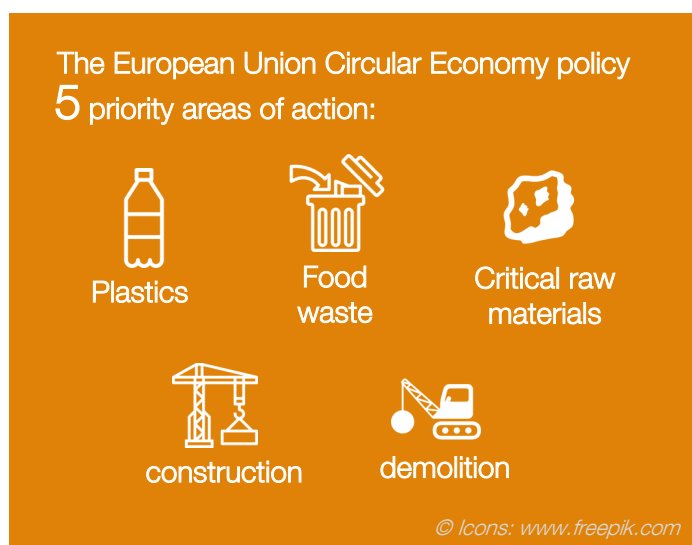 The European Union Circular Economy policy
5 priority areas of action:
Plastics
Food
waste
Critical raw
materials
construction
demolition
© Icons: www.freepik.com